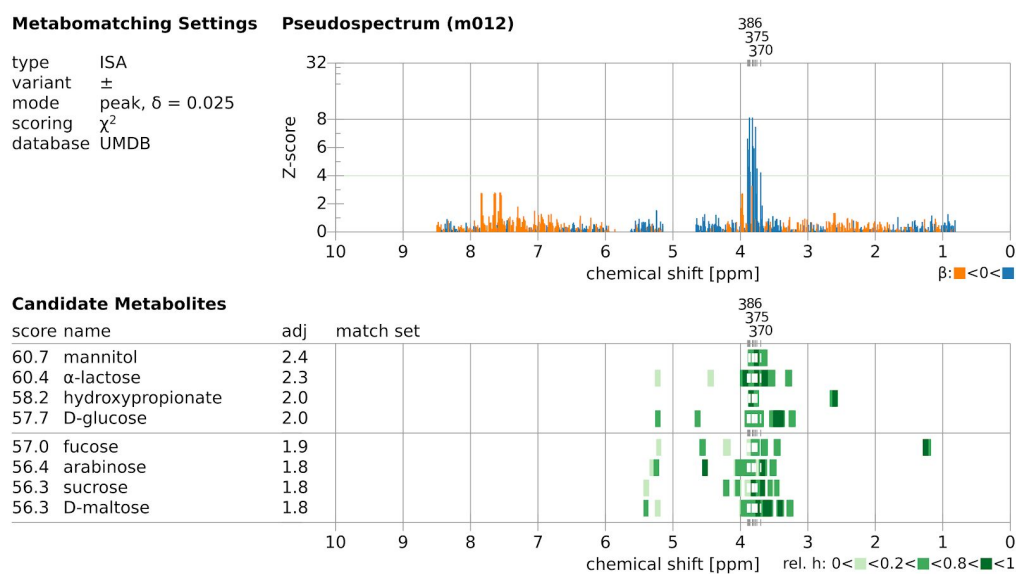 Metabomatching Settings
type ISA
variant ±
mode peak, δ = 0.025
scoring χ²
database UMDB
Pseudospectrum (m012)
386
375
370
32
8
6
4
2
0
Z-score
10 9 8 7 6 5 4 3 2 1 0
chemical shift [ppm]
β: <0<
Candidate Metabolites
386
375
370
score name adj match set
60.7 mannitol 2.4
60.4 α-lactose 2.3
58.2 hydroxypropionate 2.0
57.7 D-glucose 2.0
57.0 fucose 1.9
56.4 arabinose 1.8
56.3 sucrose 1.8
56.3 D-maltose 1.8
10 9 8 7 6 5 4 3 2 1 0
chemical shift [ppm]
rel. h: 0< <0.2< <0.8< <1